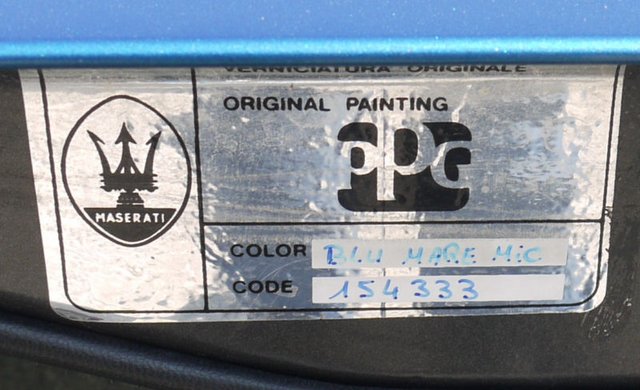 VERNICIATURA ORIGINALE
ORIGINAL PAINTING
PPG
MASERATI
COLOR BLU MARE MIC
CODE 154333